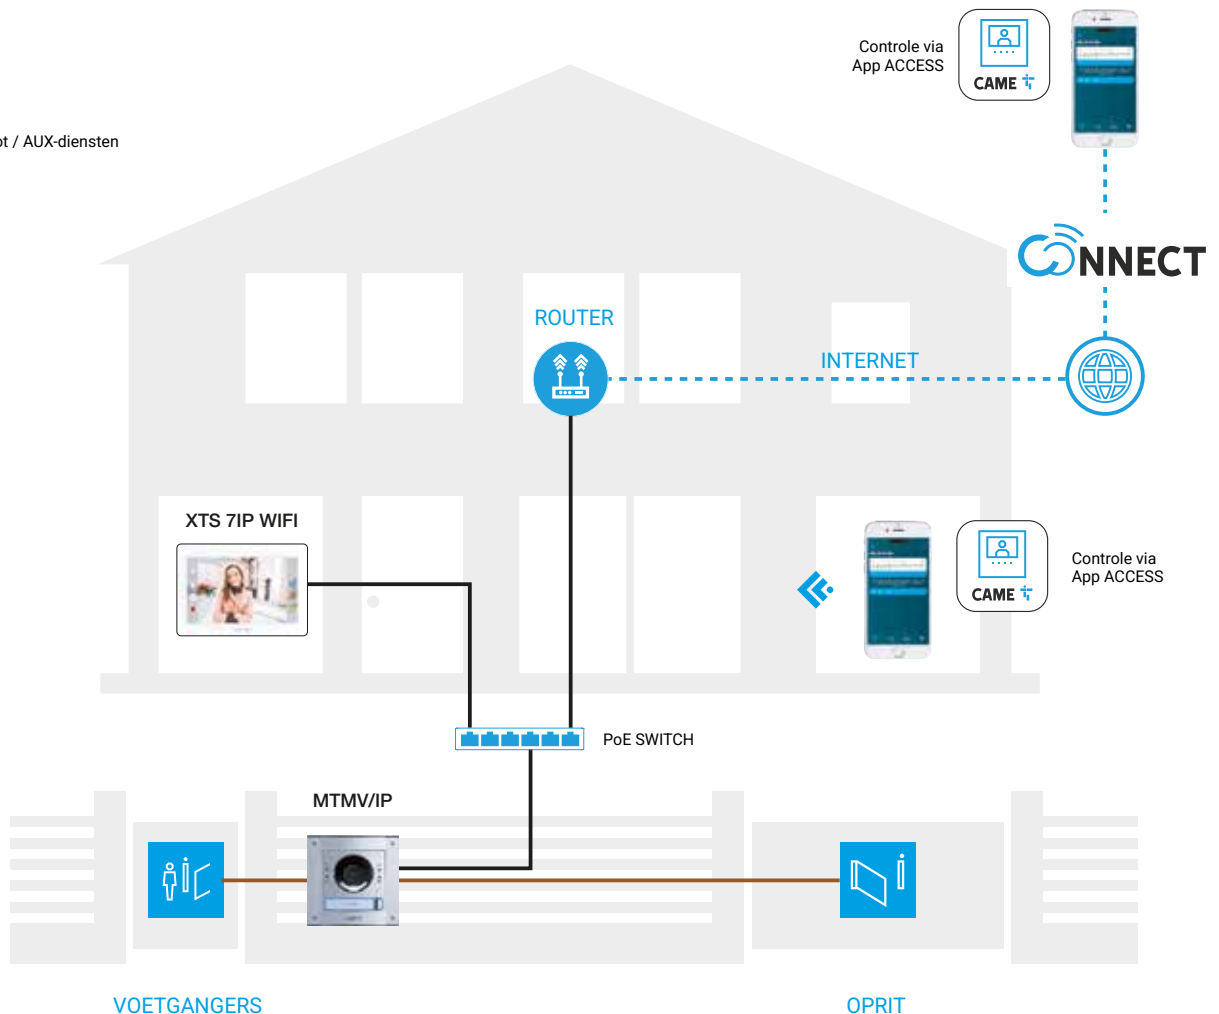 Controle via
App ACCESS
CAME
ot / AUX-diensten
CONNECT
ROUTER
INTERNET
XTS 7IP WIFI
CAME
Controle via
App ACCESS
PoE SWITCH
MTMV/IP
VOETGANGERS
OPRIT